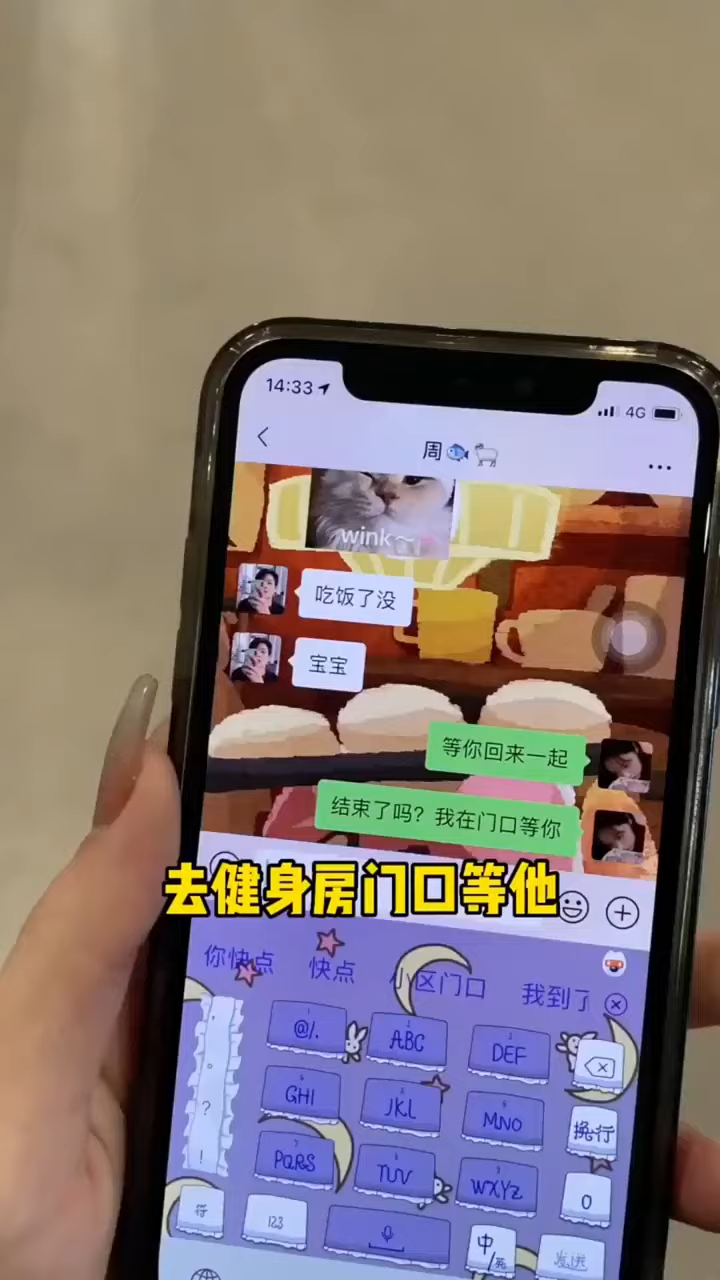 14:33
4G
周🐟🐑
wink～
吃饭了没
宝宝
等你回来一起
结束了吗？我在门口等你
去健身房门口等他
你快点 快点 小区门口 我到了
@/. ABC DEF
GHI JKL MNO 换行
?
PQRS TUV WXYZ 0
!
符 123 中/英 发送